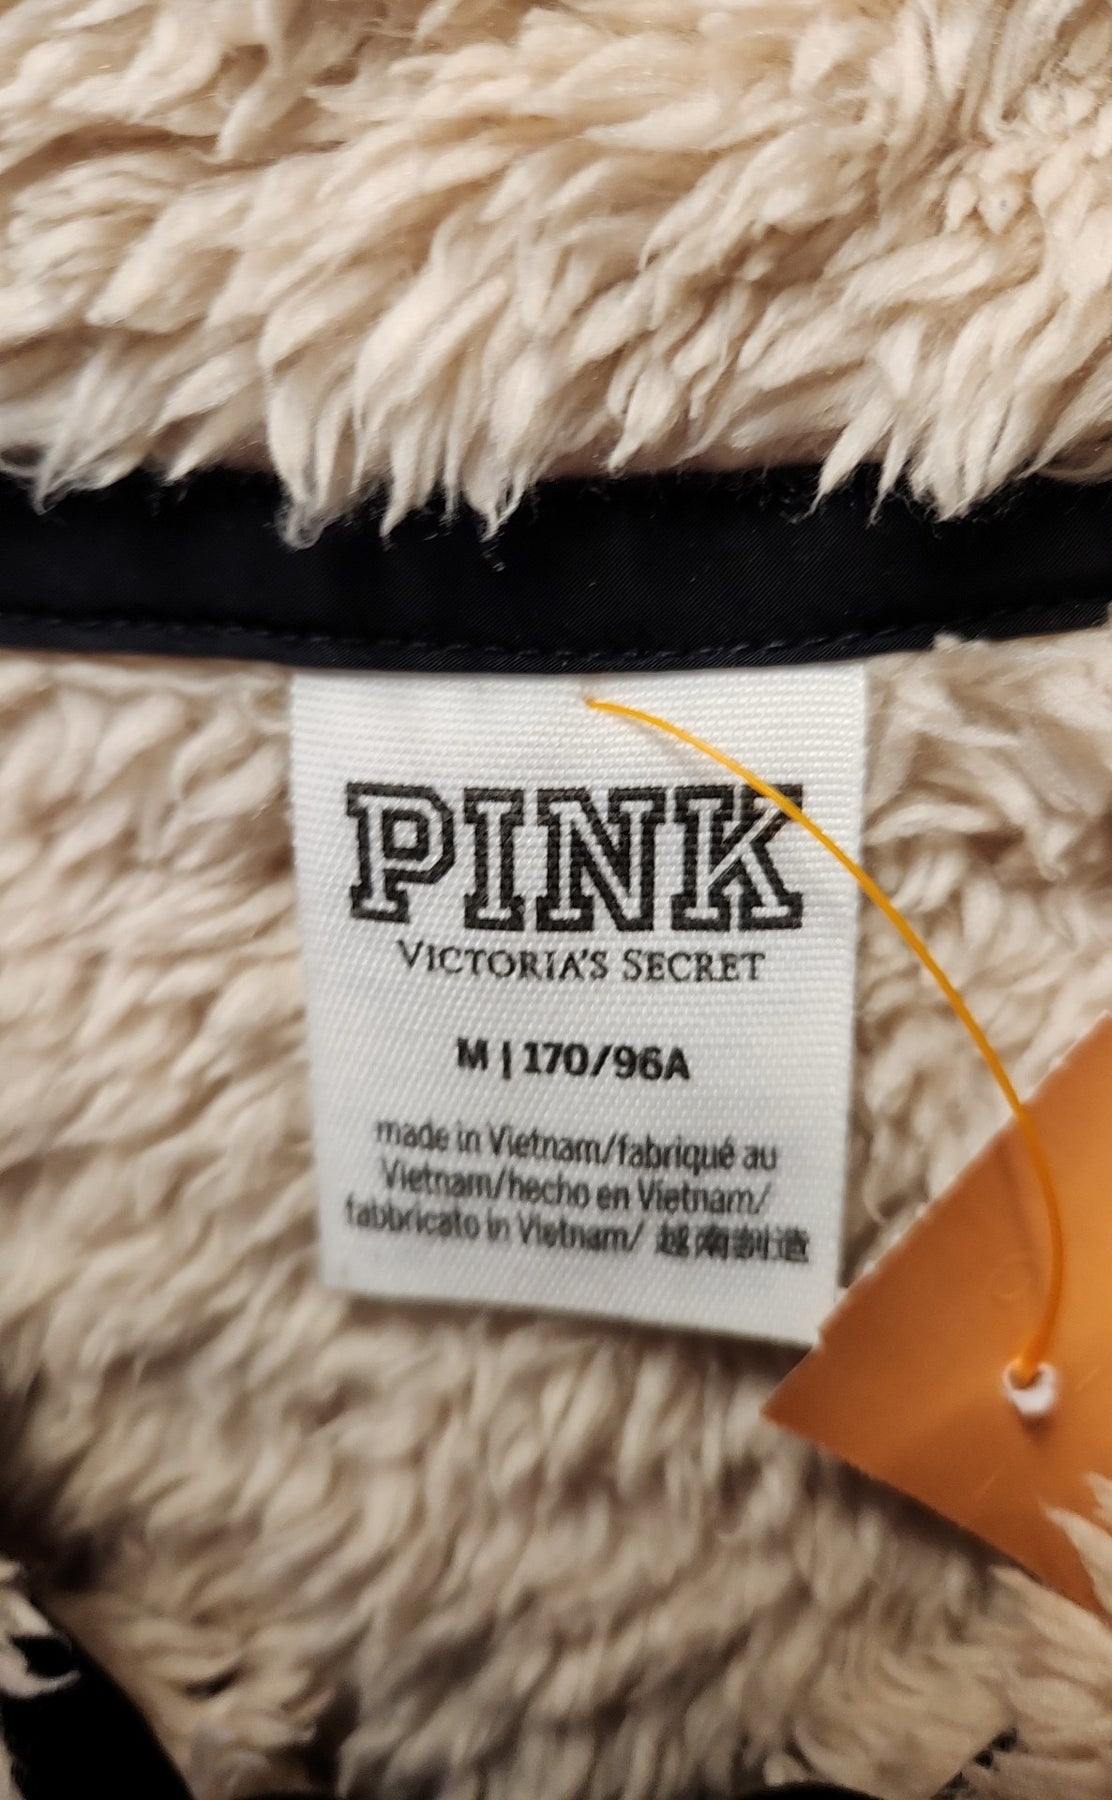 PINK
VICTORIA'S SECRET
M | 170/96A
made in Vietnam/fabriqué au
Vietnam/hecho en Vietnam/
fabbricato in Vietnam/ 越南制造